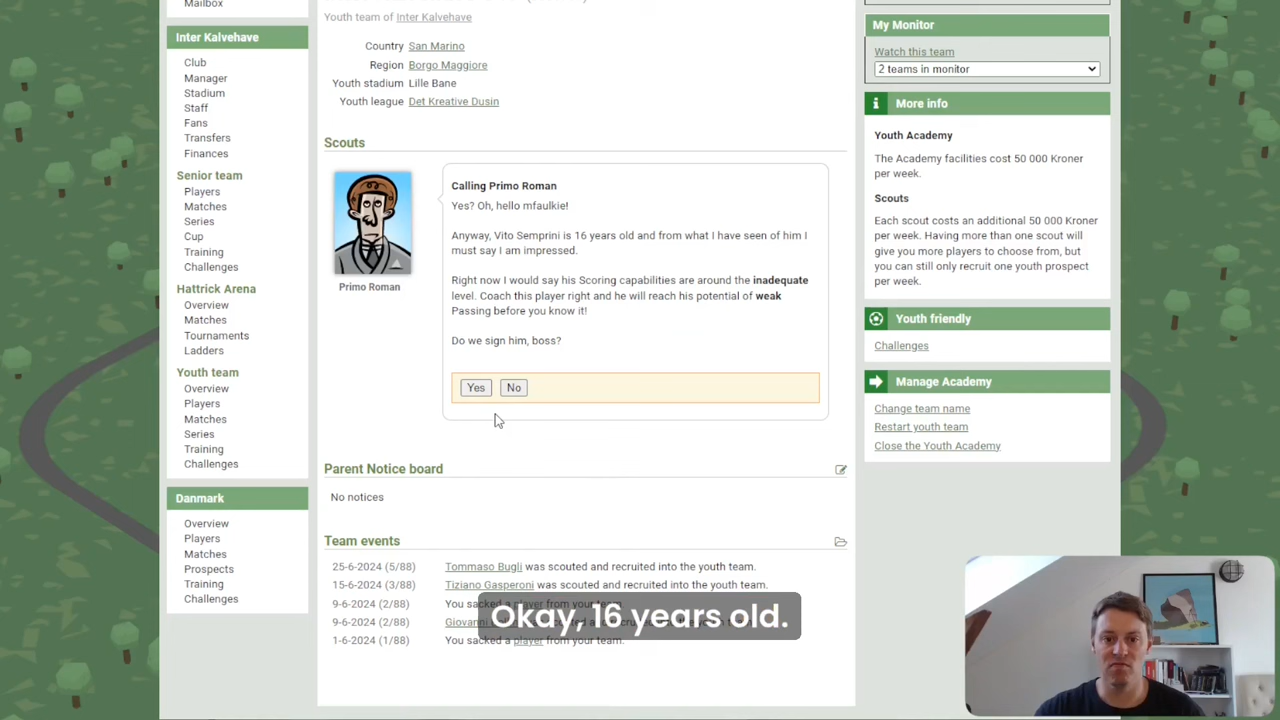 Mailbox
Inter Kalvehave
Club
Manager
Stadium
Staff
Fans
Transfers
Finances
Senior team
Players
Matches
Series
Cup
Training
Challenges
Hattrick Arena
Overview
Matches
Tournaments
Ladders
Youth team
Overview
Players
Matches
Series
Training
Challenges
Danmark
Overview
Players
Matches
Prospects
Training
Challenges
Youth team of Inter Kalvehave
Country San Marino
Region Borgo Maggiore
Youth stadium Lille Bane
Youth league Det Kreative Dusin
Scouts
Primo Roman
Calling Primo Roman
Yes? Oh, hello mfaulkie!
Anyway, Vito Semprini is 16 years old and from what I have seen of him I
must say I am impressed.
Right now I would say his Scoring capabilities are around the inadequate
level. Coach this player right and he will reach his potential of weak
Passing before you know it!
Do we sign him, boss?
Yes No
Parent Notice board
No notices
Team events
25-6-2024 (5/88) Tommaso Bugli was scouted and recruited into the youth team.
15-6-2024 (3/88) Tiziano Gasperoni was scouted and recruited into the youth team.
9-6-2024 (2/88) You sacked a player from your team.
9-6-2024 (2/88) Giovanni
1-6-2024 (1/88) You sacked a player from your team.
Okay, 16 years old.
My Monitor
Watch this team
2 teams in monitor
More info
Youth Academy
The Academy facilities cost 50 000 Kroner
per week.
Scouts
Each scout costs an additional 50 000 Kroner
per week. Having more than one scout will
give you more players to choose from, but
you can still only recruit one youth prospect
per week.
Youth friendly
Challenges
Manage Academy
Change team name
Restart youth team
Close the Youth Academy